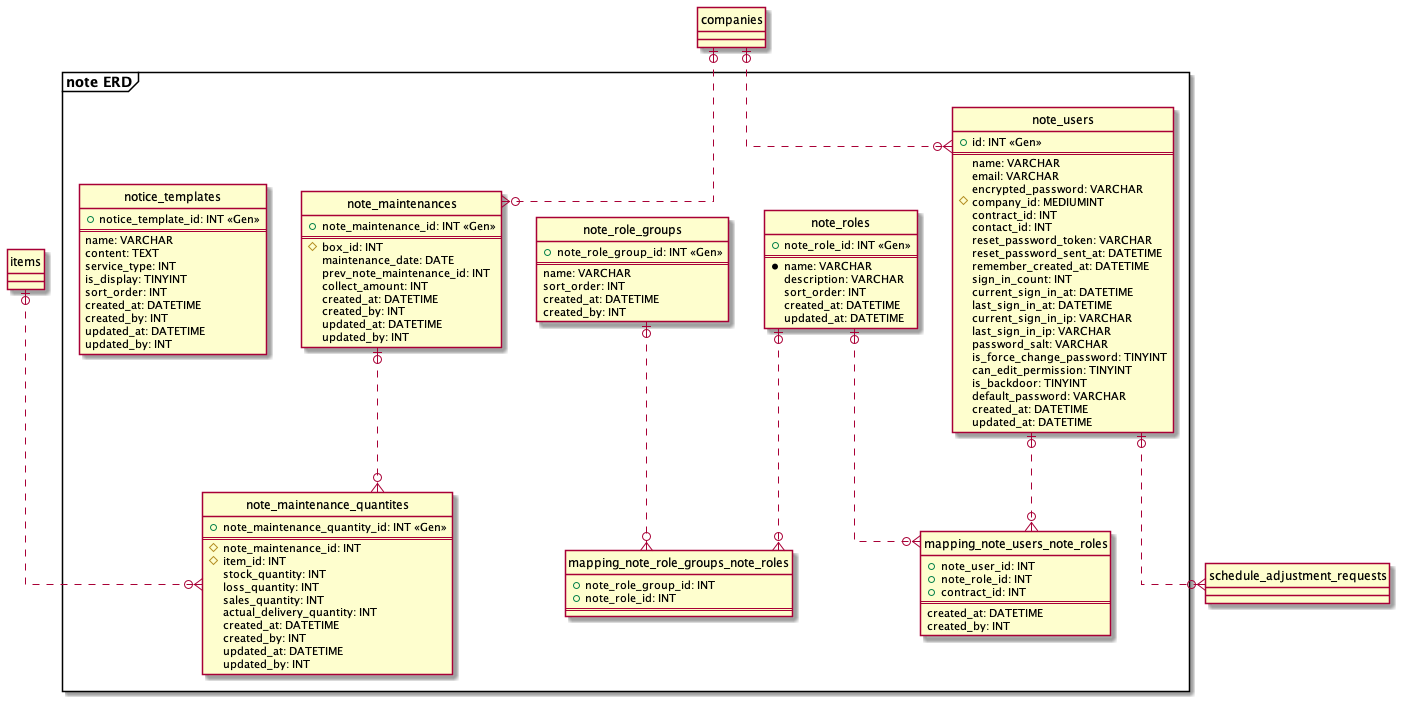 companies
note ERD
note_users
id: INT «Gen»
name: VARCHAR
email: VARCHAR
encrypted_password: VARCHAR
company_id: MEDIUMINT
contract_id: INT
contact_id: INT
reset_password_token: VARCHAR
reset_password_sent_at: DATETIME
remember_created_at: DATETIME
sign_in_count: INT
current_sign_in_at: DATETIME
last_sign_in_at: DATETIME
current_sign_in_ip: VARCHAR
last_sign_in_ip: VARCHAR
password_salt: VARCHAR
is_force_change_password: TINYINT
can_edit_permission: TINYINT
is_backdoor: TINYINT
default_password: VARCHAR
created_at: DATETIME
updated_at: DATETIME
notice_templates
notice_template_id: INT «Gen»
name: VARCHAR
content: TEXT
service_type: INT
is_display: TINYINT
sort_order: INT
created_at: DATETIME
created_by: INT
updated_at: DATETIME
updated_by: INT
note_maintenances
note_maintenance_id: INT «Gen»
box_id: INT
maintenance_date: DATE
prev_note_maintenance_id: INT
collect_amount: INT
created_at: DATETIME
created_by: INT
updated_at: DATETIME
updated_by: INT
note_role_groups
note_role_group_id: INT «Gen»
name: VARCHAR
sort_order: INT
created_at: DATETIME
created_by: INT
note_roles
note_role_id: INT «Gen»
name: VARCHAR
description: VARCHAR
sort_order: INT
created_at: DATETIME
updated_at: DATETIME
items
note_maintenance_quantites
note_maintenance_quantity_id: INT «Gen»
note_maintenance_id: INT
item_id: INT
stock_quantity: INT
loss_quantity: INT
sales_quantity: INT
actual_delivery_quantity: INT
created_at: DATETIME
created_by: INT
updated_at: DATETIME
updated_by: INT
mapping_note_role_groups_note_roles
note_role_group_id: INT
note_role_id: INT
mapping_note_users_note_roles
note_user_id: INT
note_role_id: INT
contract_id: INT
created_at: DATETIME
created_by: INT
schedule_adjustment_requests